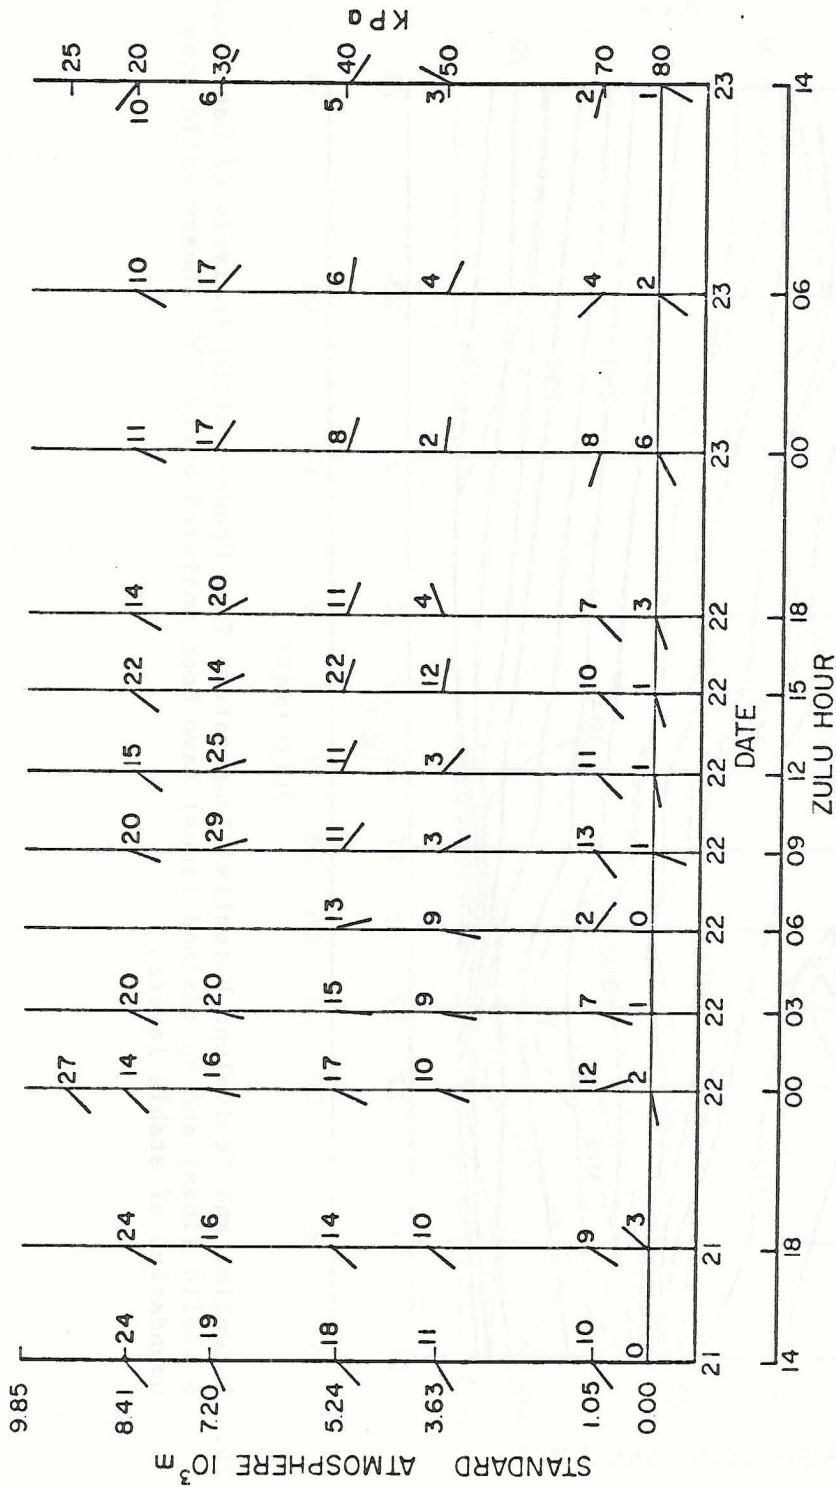 9.85
27 25
8.41 24 24 14 20 20 15 22 14 11 10 10 20
7.20 19 16 16 20 29 25 14 20 17 17 6 30
5.24 18 14 17 15 13 11 11 22 11 8 6 5 40
3.63 11 10 10 9 9 3 3 12 4 2 4 3 50
1.05 10 9 12 7 2 13 11 10 7 8 4 2 70
0.00 0 3 2 1 0 1 1 1 3 6 2 1 80
STANDARD
ATMOSPHERE 10³m
KPa
21 21 22 22 22 22 22 22 22 23 23 23
DATE
14 18 00 03 06 09 12 15 18 00 06 14
ZULU HOUR